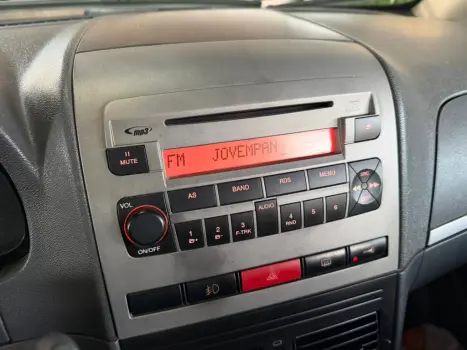 mp3
MUTE
FM JOVEMPAN
AS BAND RDS MENU
VOL
ON/OFF
1 2 3 F-TRK AUDIO 4 RND 5 6